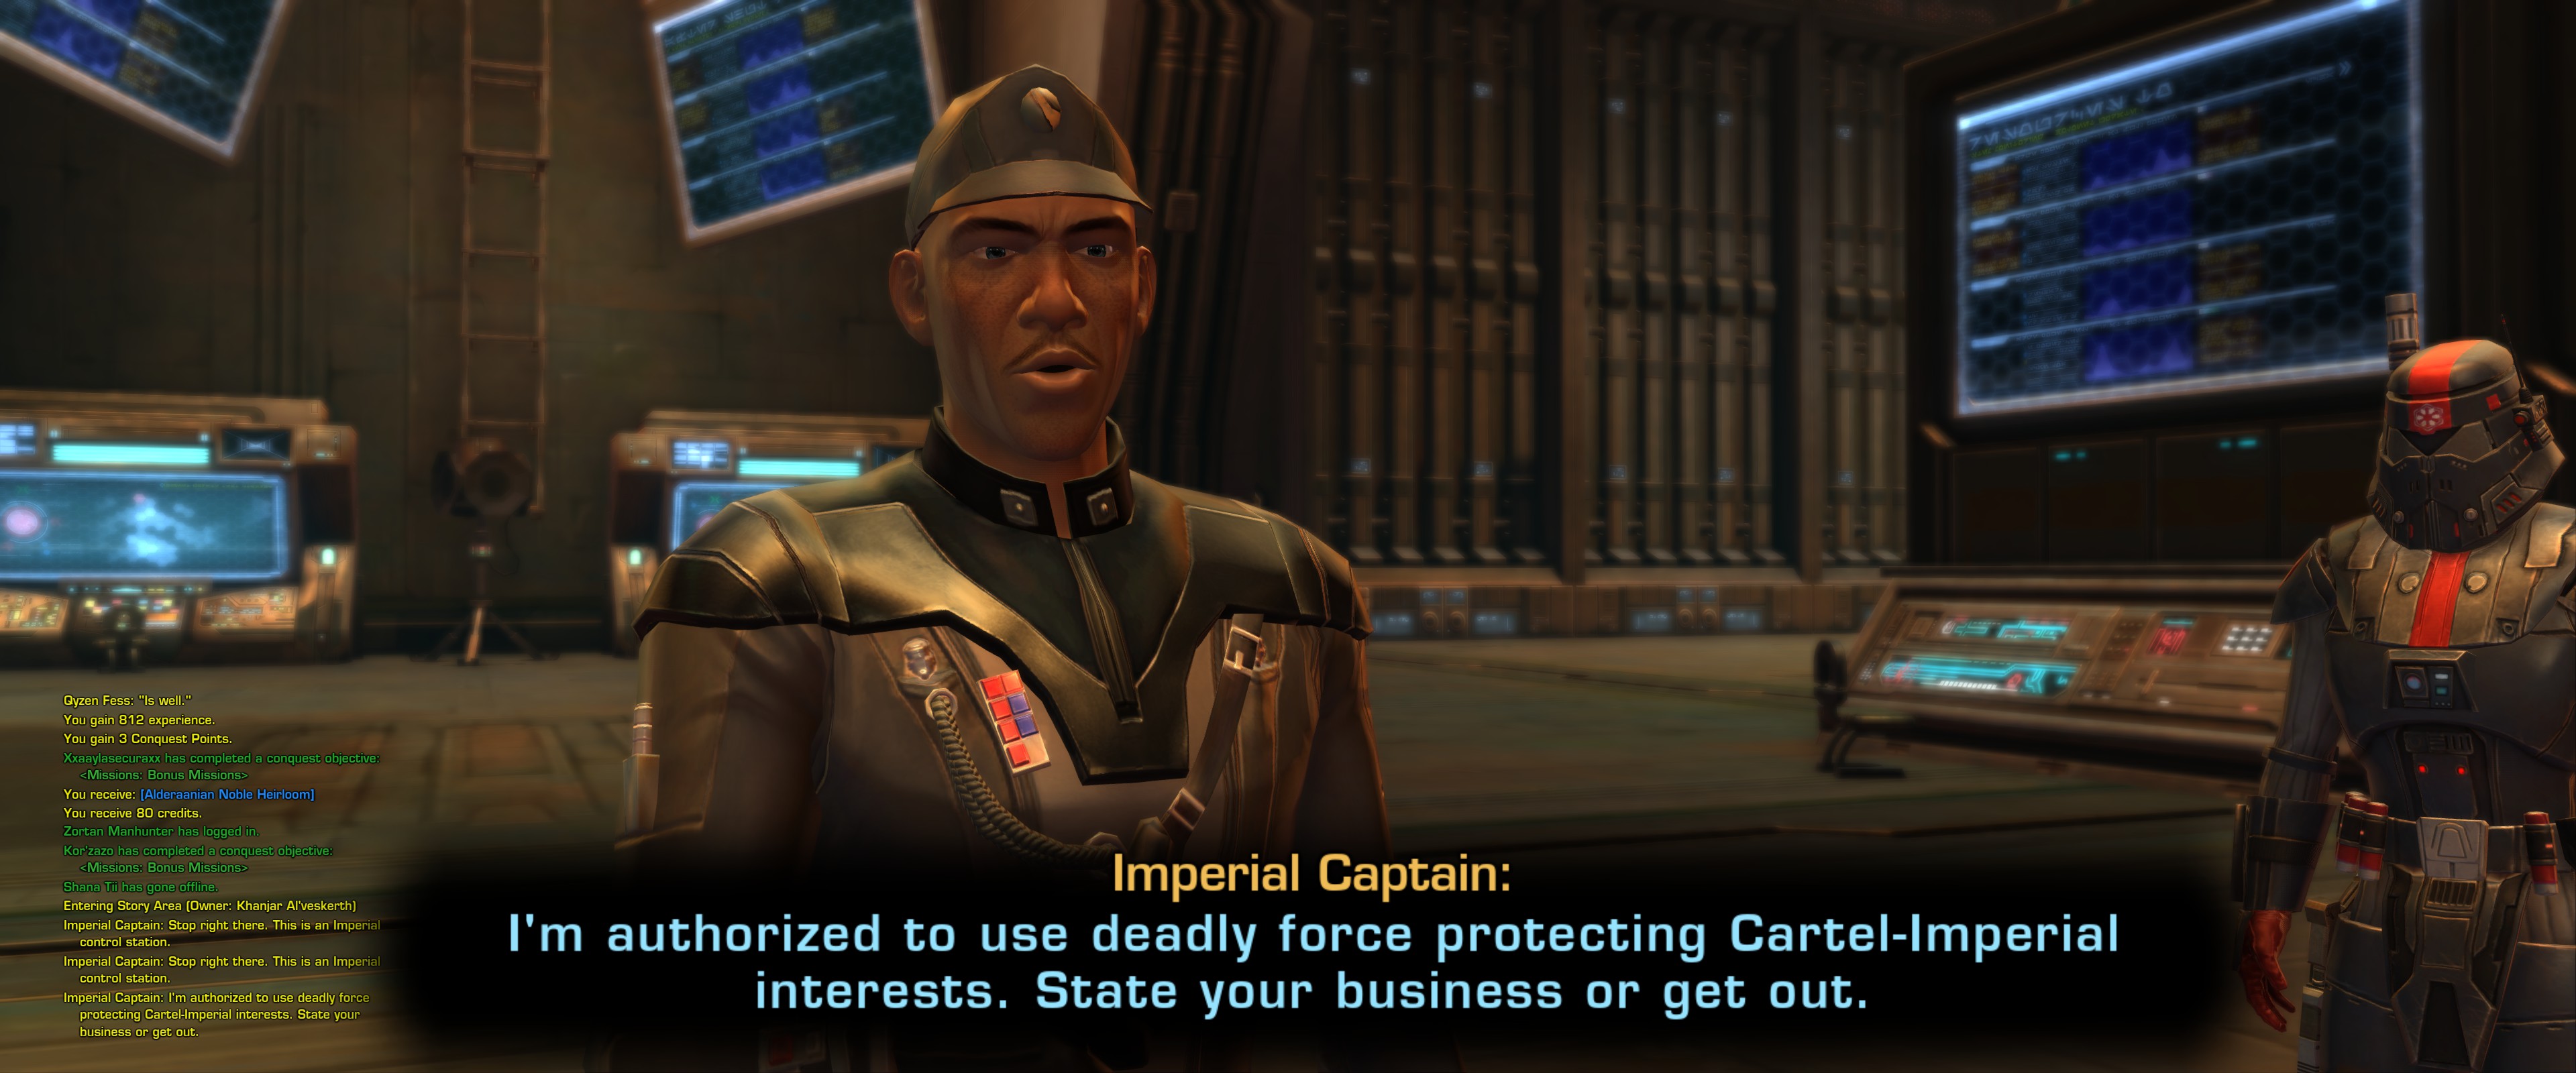 Qyzen Fess: "Is well."
You gain 812 experience.
You gain 3 Conquest Points.
Xxaaylasecuraxx has completed a conquest objective:
<Missions: Bonus Missions>
You receive: [Alderaanian Noble Heirloom]
You receive 80 credits.
Zortan Manhunter has logged in.
Kor'zazo has completed a conquest objective:
<Missions: Bonus Missions>
Shana Tii has gone offline.
Entering Story Area (Owner: Khanjar Al'veskerth)
Imperial Captain: Stop right there. This is an Imperial
control station.
Imperial Captain: Stop right there. This is an Imperial
control station.
Imperial Captain: I'm authorized to use deadly force
protecting Cartel-Imperial interests. State your
business or get out.
Imperial Captain:
I'm authorized to use deadly force protecting Cartel-Imperial
interests. State your business or get out.